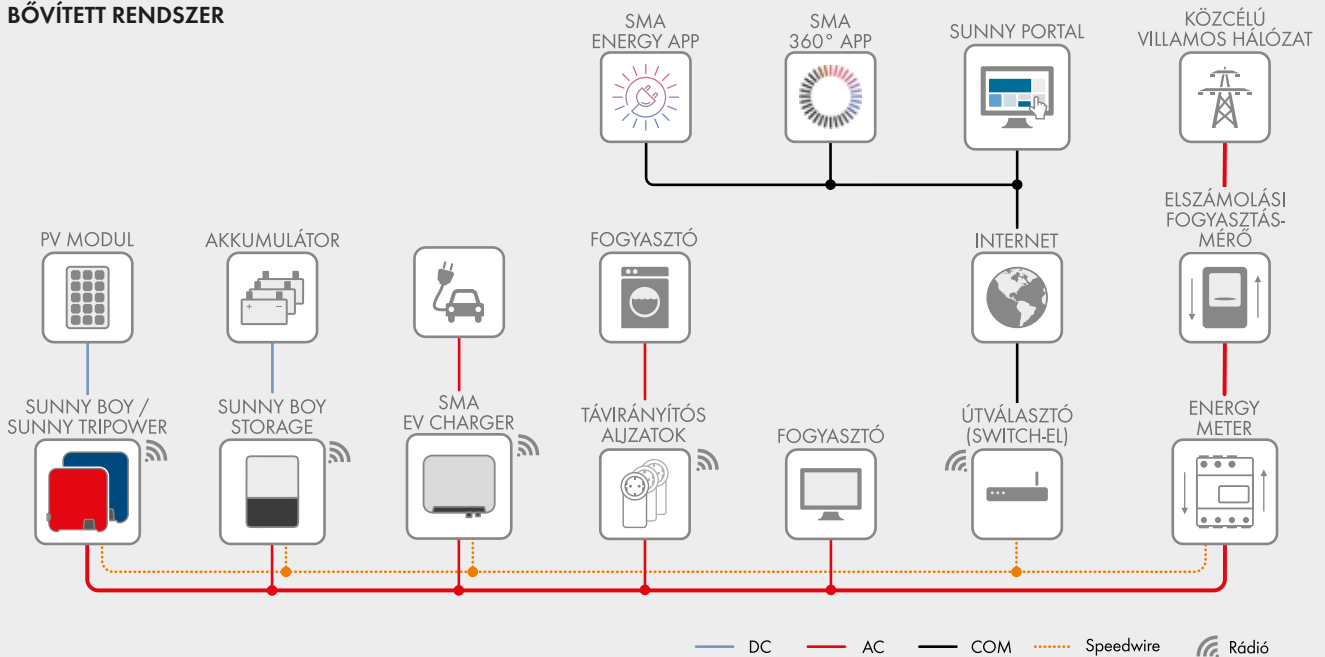 BŐVÍTETT RENDSZER
SMA
ENERGY APP
SMA
360° APP
SUNNY PORTAL
KÖZCÉLÚ
VILLAMOS HÁLÓZAT
PV MODUL
AKKUMULÁTOR
FOGYASZTÓ
INTERNET
ELSZÁMOLÁSI
FOGYASZTÁS-
MÉRŐ
SUNNY BOY /
SUNNY TRIPOWER
SUNNY BOY
STORAGE
SMA
EV CHARGER
TÁVIRÁNYÍTÓS
ALJZATOK
FOGYASZTÓ
ÚTVÁLASZTÓ
(SWITCH-EL)
ENERGY
METER
DC
AC
COM
Speedwire
Rádió